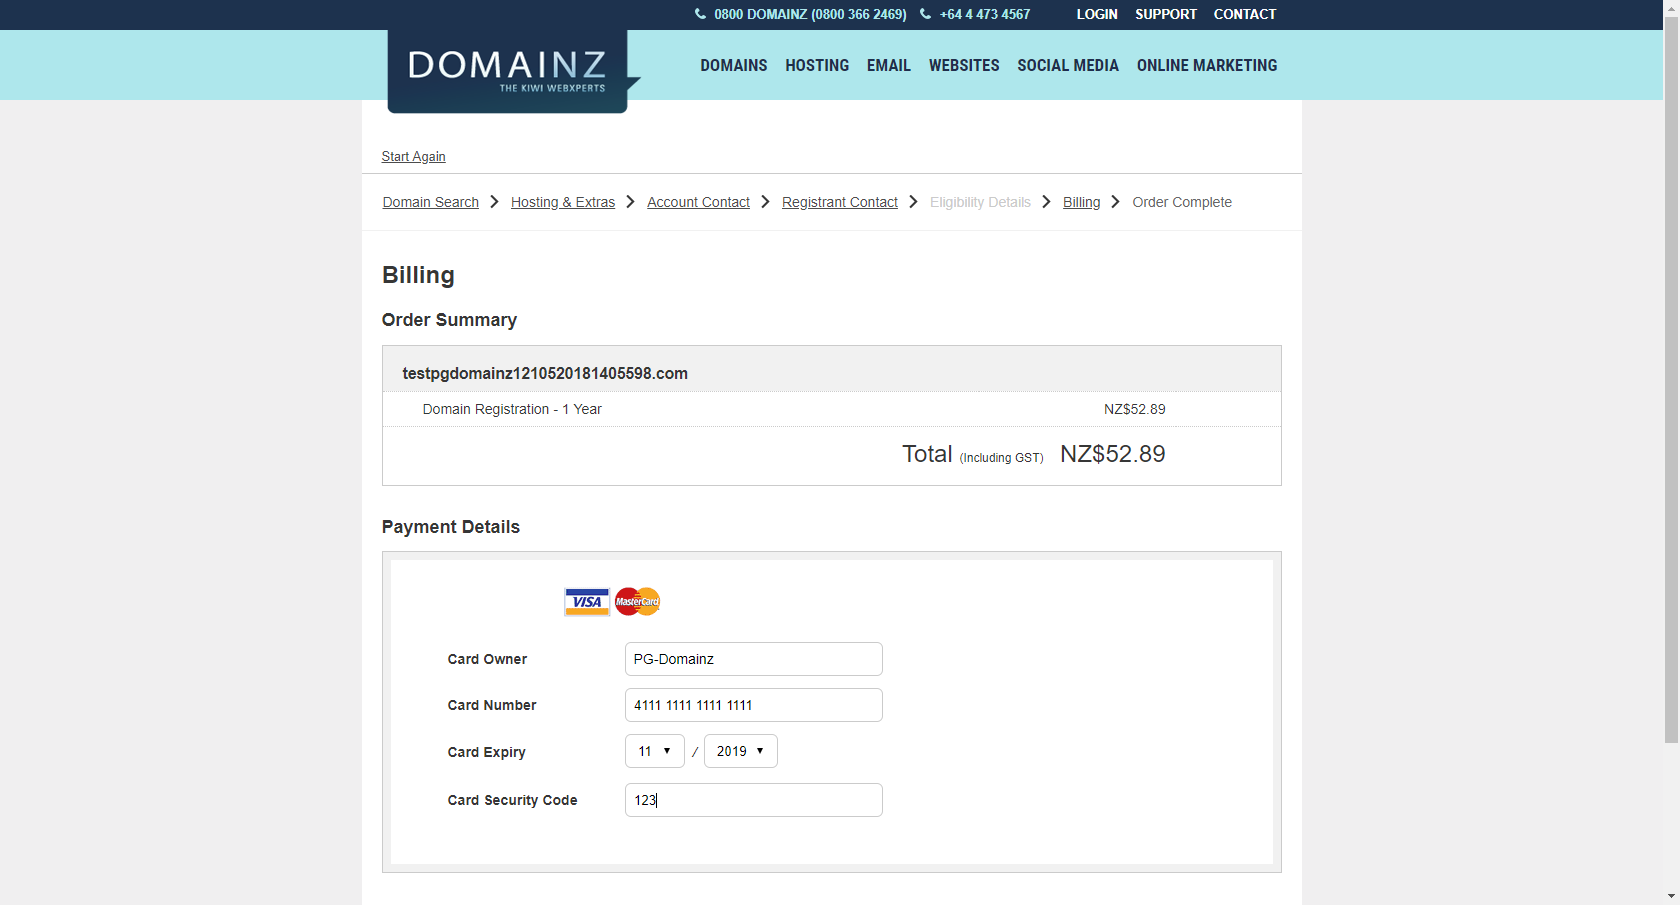 0800 DOMAINZ (0800 366 2469) +64 4 473 4567 LOGIN SUPPORT CONTACT
DOMAINZ
THE KIWI WEBXPERTS
DOMAINS HOSTING EMAIL WEBSITES SOCIAL MEDIA ONLINE MARKETING
Start Again
Domain Search Hosting & Extras Account Contact Registrant Contact Eligibility Details Billing Order Complete
Billing
Order Summary
testpgdomainz1210520181405598.com
Domain Registration - 1 Year NZ$52.89
Total (Including GST) NZ$52.89
Payment Details
VISA MasterCard
Card Owner PG-Domainz
Card Number 4111 1111 1111 1111
Card Expiry 11 / 2019
Card Security Code 123